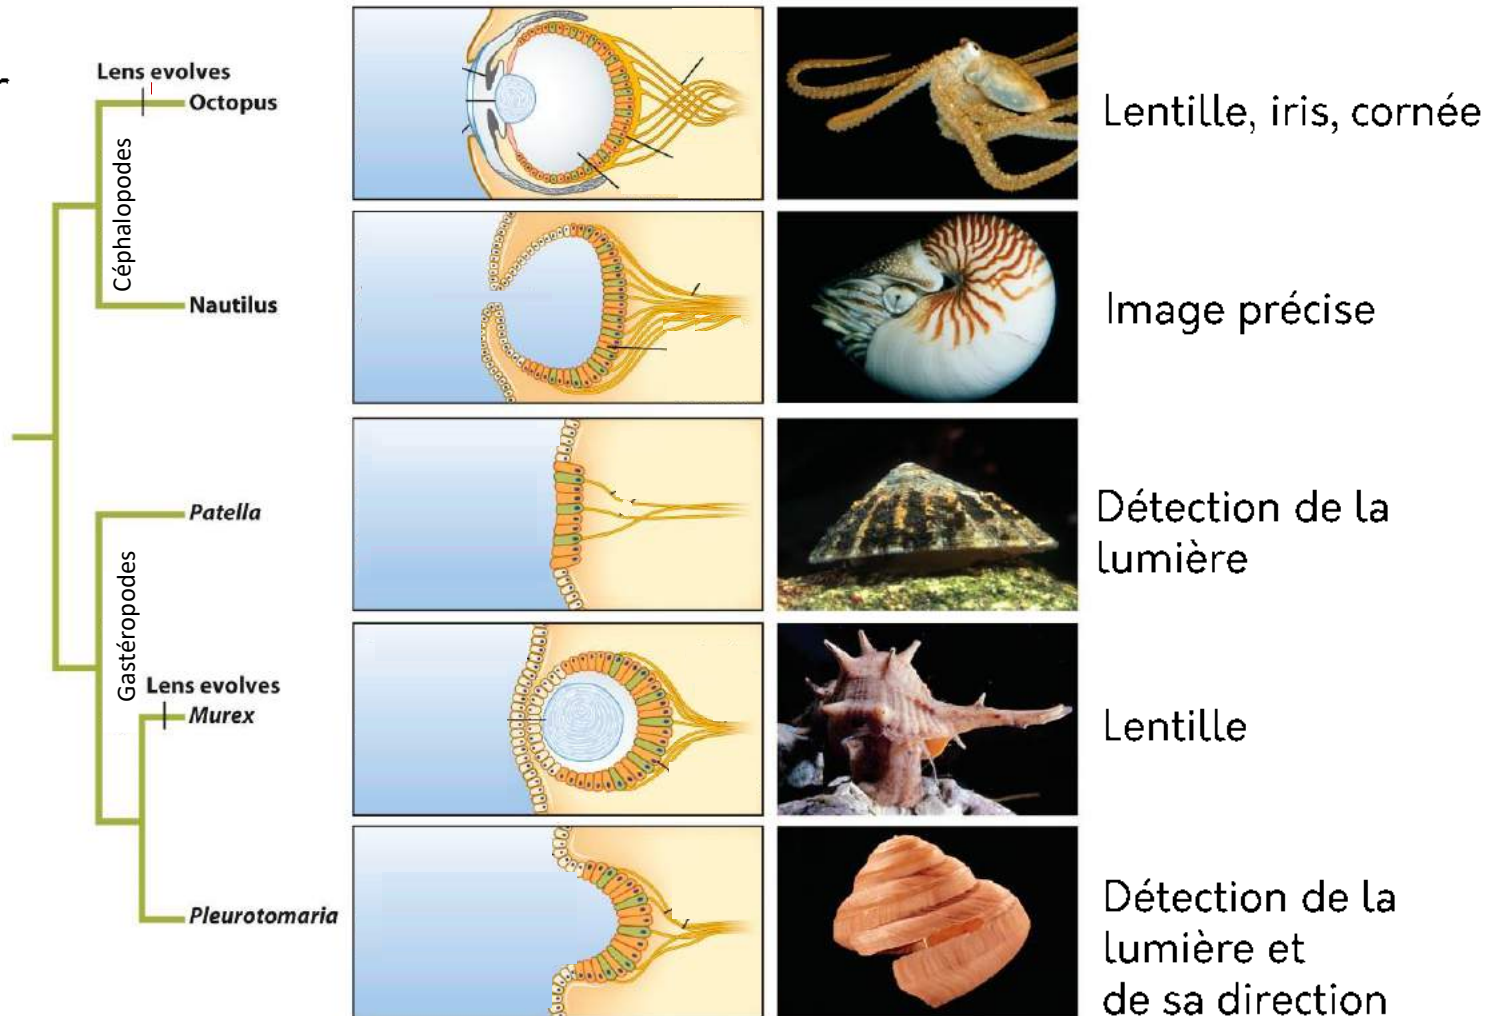 Lens evolves
Octopus
Céphalopodes
Lentille, iris, cornée
Nautilus
Image précise
Patella
Détection de la
lumière
Gastéropodes
Lens evolves
Murex
Lentille
Pleurotomaria
Détection de la
lumière et
de sa direction